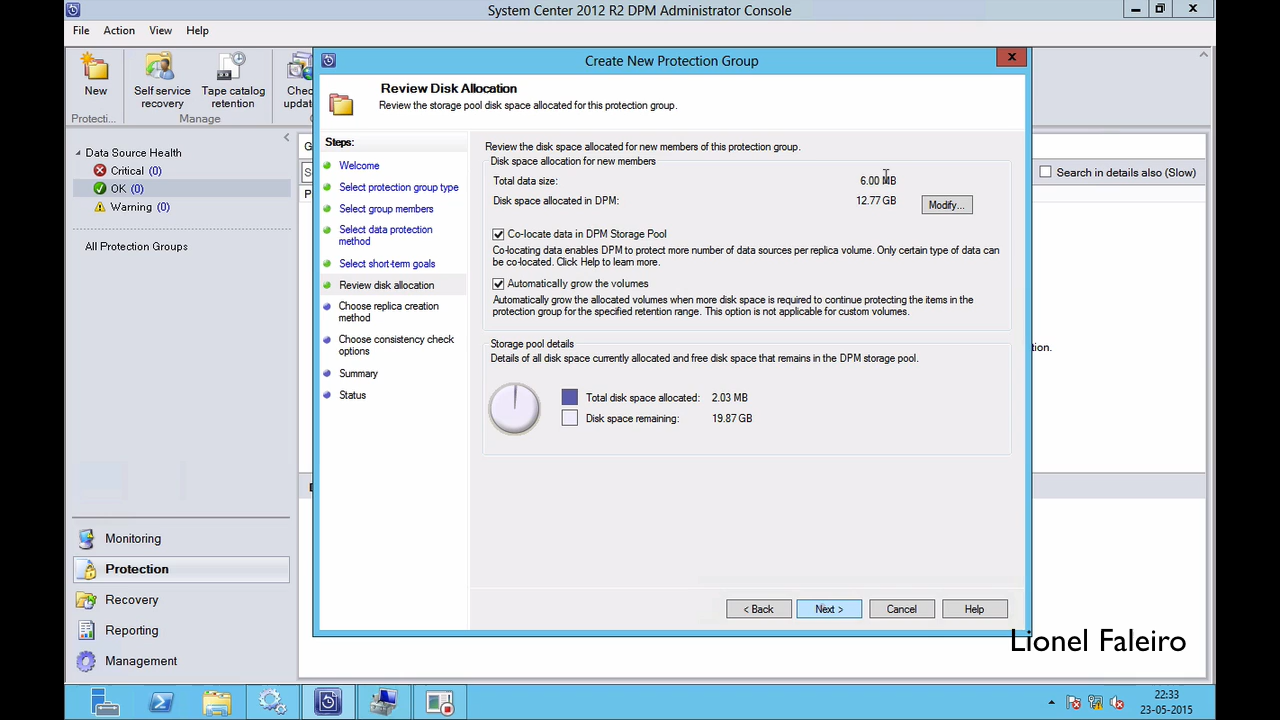 System Center 2012 R2 DPM Administrator Console
File Action View Help
New
Self service
recovery
Tape catalog
retention
Protecti...
Manage
Data Source Health
Critical (0)
OK (0)
Warning (0)
All Protection Groups
Monitoring
Protection
Recovery
Reporting
Management
Create New Protection Group
Review Disk Allocation
Review the storage pool disk space allocated for this protection group.
Steps:
Welcome
Select protection group type
Select group members
Select data protection
method
Select short-term goals
Review disk allocation
Choose replica creation
method
Choose consistency check
options
Summary
Status
Review the disk space allocated for new members of this protection group.
Disk space allocation for new members
Total data size: 6.00 MB
Disk space allocated in DPM: 12.77 GB
Modify...
Co-locate data in DPM Storage Pool
Co-locating data enables DPM to protect more number of data sources per replica volume. Only certain type of data can
be co-located. Click Help to learn more.
Automatically grow the volumes
Automatically grow the allocated volumes when more disk space is required to continue protecting the items in the
protection group for the specified retention range. This option is not applicable for custom volumes.
Storage pool details
Details of all disk space currently allocated and free disk space that remains in the DPM storage pool.
Total disk space allocated: 2.03 MB
Disk space remaining: 19.87 GB
< Back
Next >
Cancel
Help
Search in details also (Slow)
Lionel Faleiro
22:33
23-05-2015